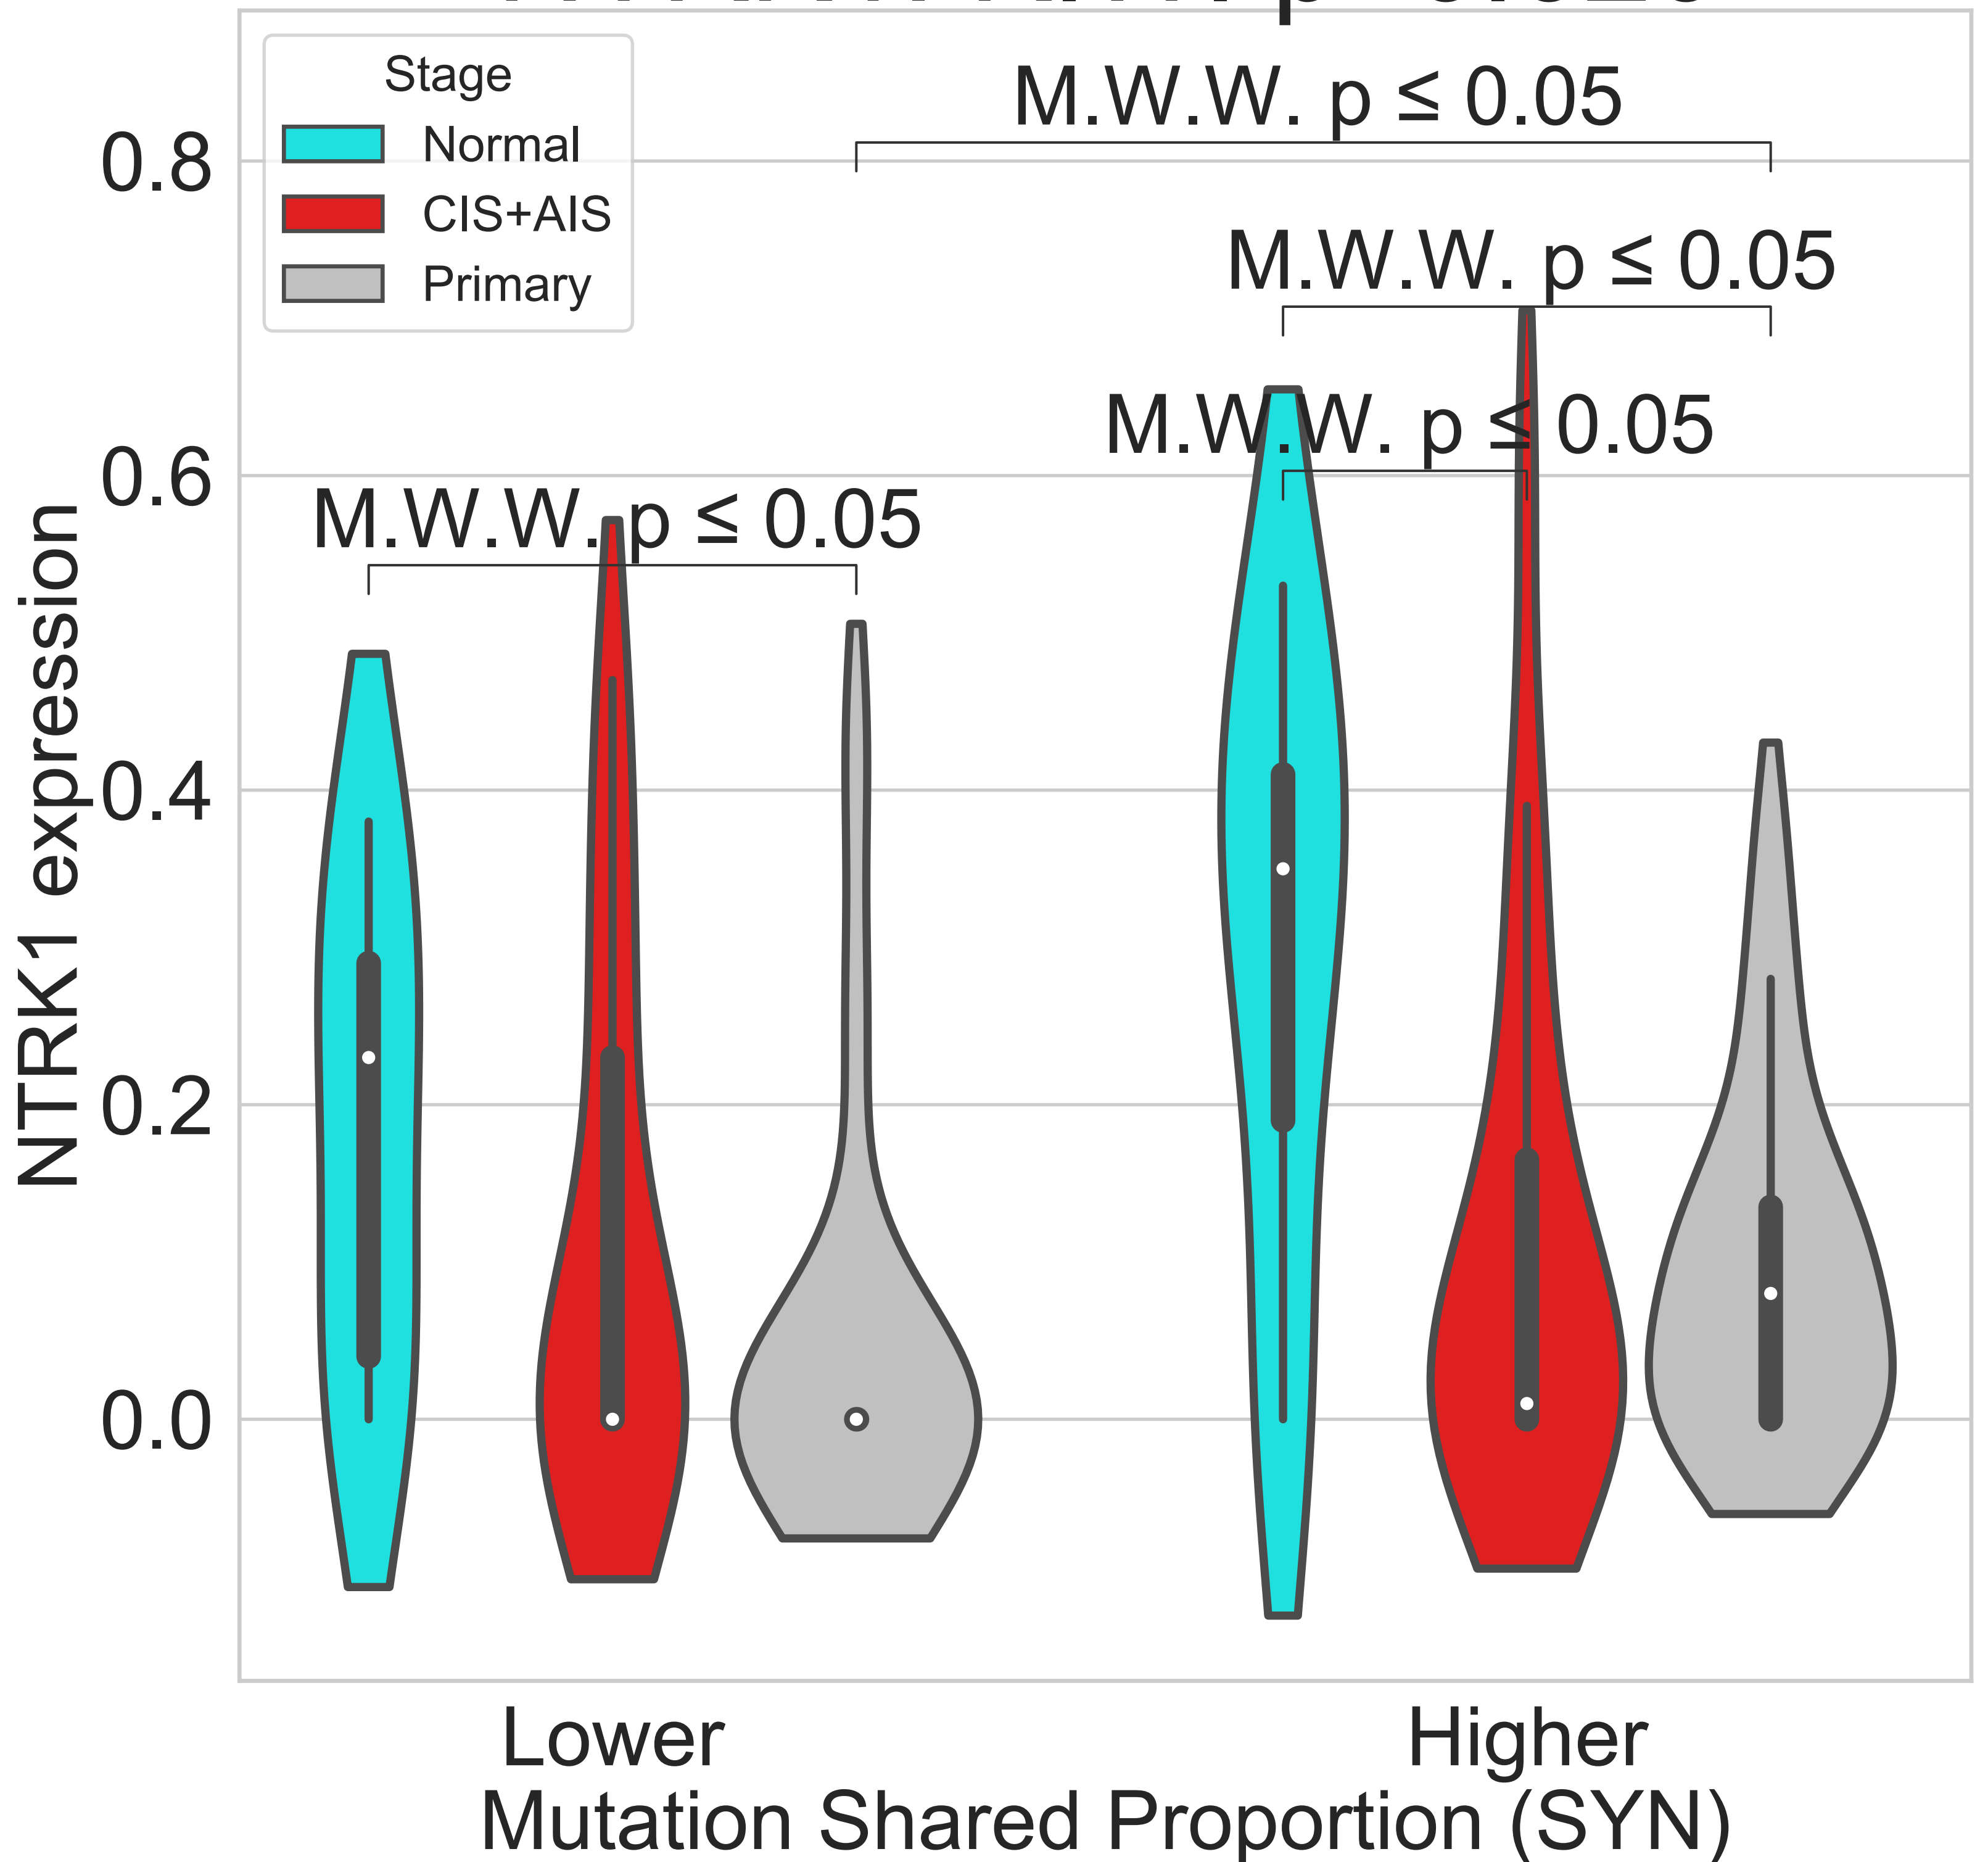 Stage
Normal
CIS+AIS
Primary
M.W.W. p ≤ 0.05
M.W.W. p ≤ 0.05
M.W.W. p ≤ 0.05
M.W.W. p ≤ 0.05
0.8
0.6
0.4
0.2
0.0
NTRK1 expression
Lower
Higher
Mutation Shared Proportion (SYN)